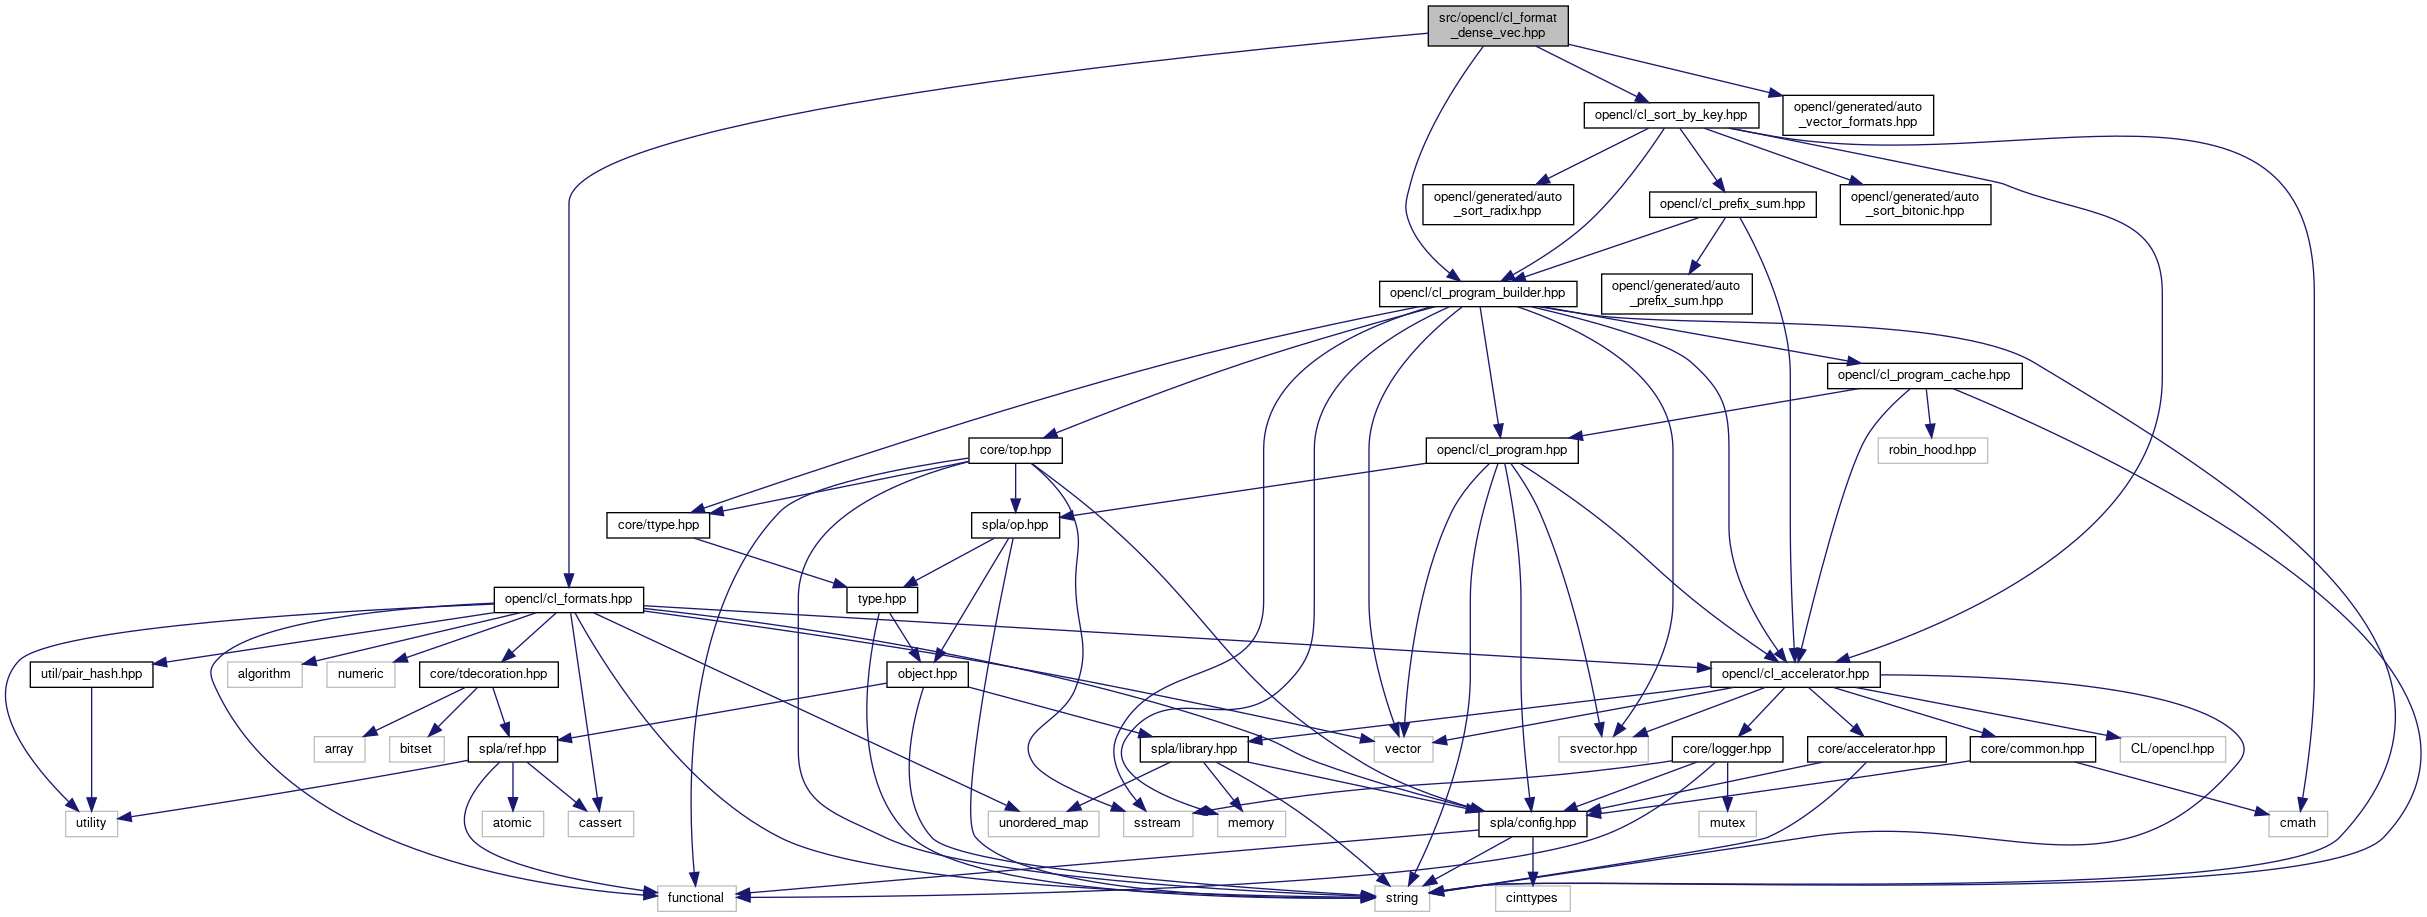 src/opencl/cl_format
_dense_vec.hpp
opencl/cl_sort_by_key.hpp
opencl/generated/auto
_vector_formats.hpp
opencl/generated/auto
_sort_radix.hpp
opencl/cl_prefix_sum.hpp
opencl/generated/auto
_sort_bitonic.hpp
opencl/cl_program_builder.hpp
opencl/generated/auto
_prefix_sum.hpp
opencl/cl_program_cache.hpp
core/top.hpp
opencl/cl_program.hpp
robin_hood.hpp
core/ttype.hpp
spla/op.hpp
opencl/cl_formats.hpp
type.hpp
util/pair_hash.hpp
algorithm
numeric
core/tdecoration.hpp
object.hpp
opencl/cl_accelerator.hpp
array
bitset
spla/ref.hpp
spla/library.hpp
vector
svector.hpp
core/logger.hpp
core/accelerator.hpp
core/common.hpp
CL/opencl.hpp
utility
atomic
cassert
unordered_map
sstream
memory
spla/config.hpp
mutex
cmath
functional
string
cinttypes